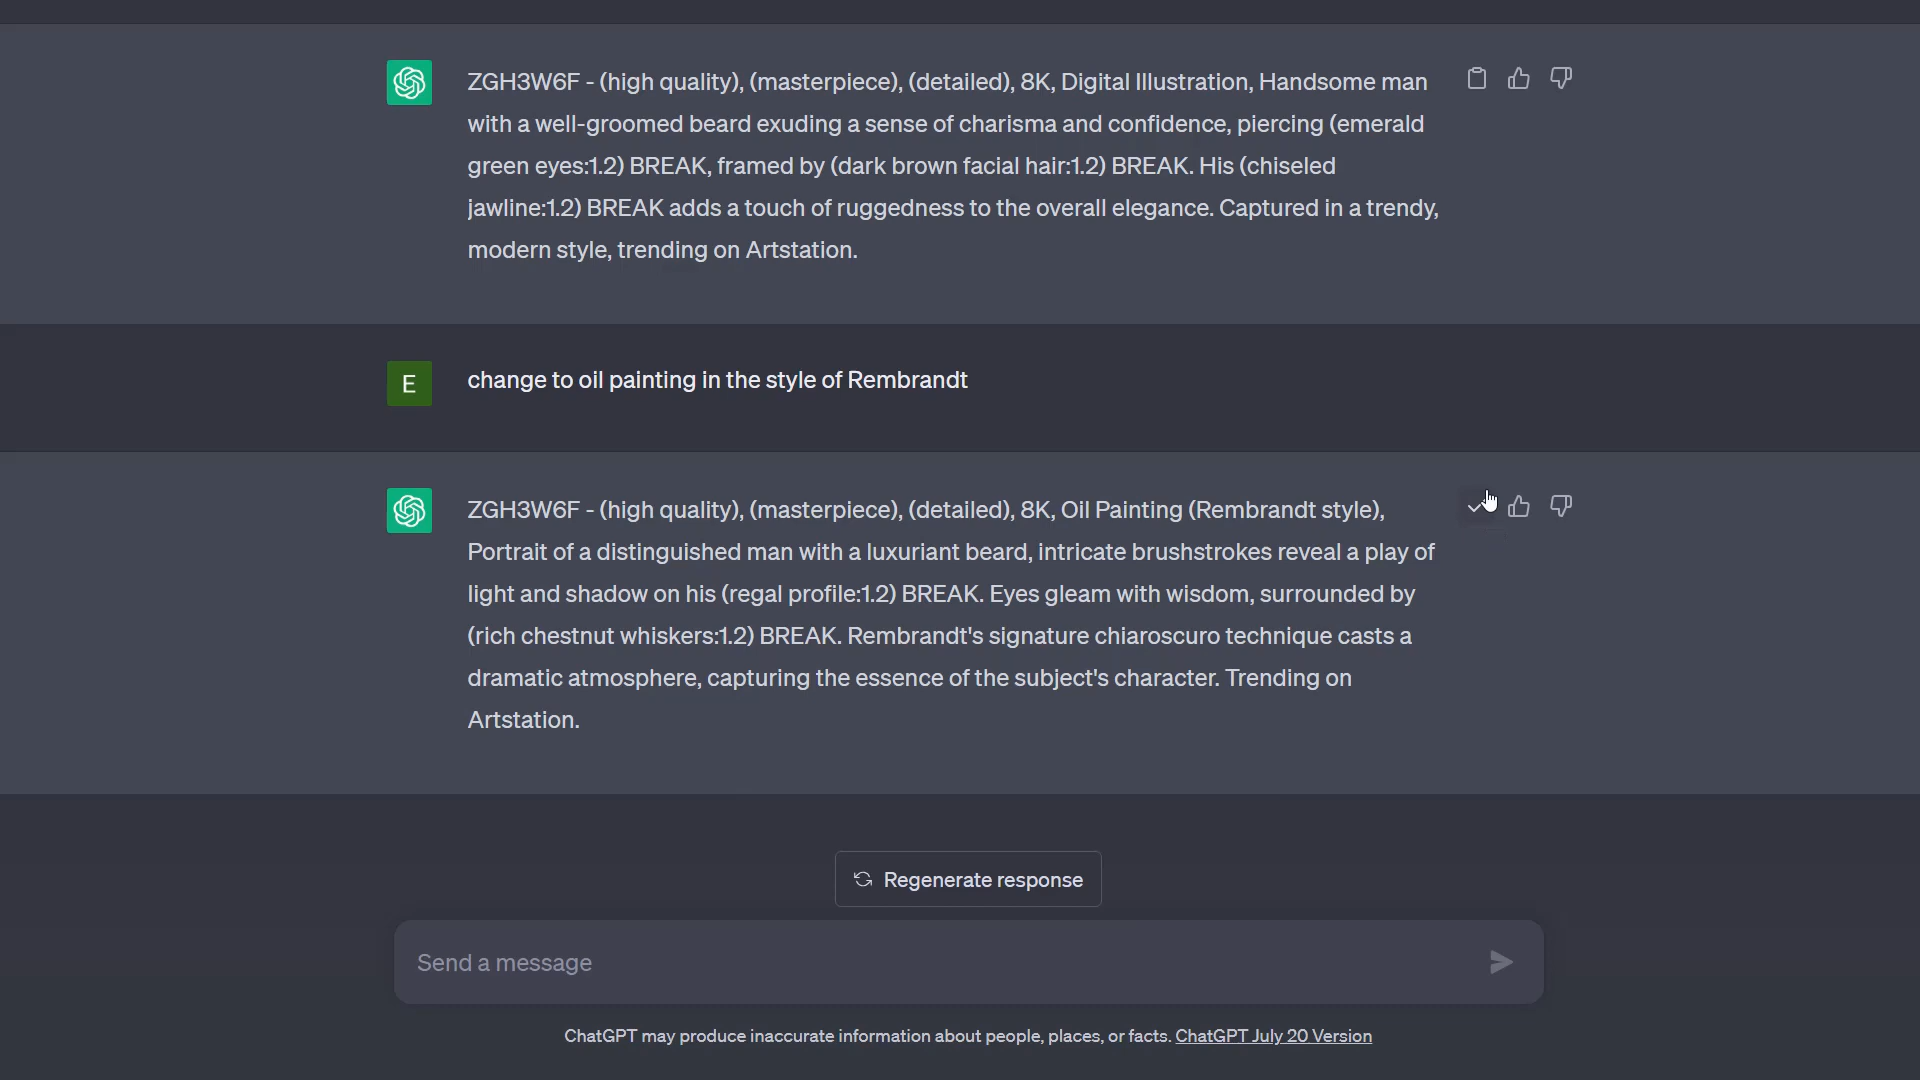 ZGH3W6F - (high quality), (masterpiece), (detailed), 8K, Digital Illustration, Handsome man
with a well-groomed beard exuding a sense of charisma and confidence, piercing (emerald
green eyes:1.2) BREAK, framed by (dark brown facial hair:1.2) BREAK. His (chiseled
jawline:1.2) BREAK adds a touch of ruggedness to the overall elegance. Captured in a trendy,
modern style, trending on Artstation.
E
change to oil painting in the style of Rembrandt
ZGH3W6F - (high quality), (masterpiece), (detailed), 8K, Oil Painting (Rembrandt style),
Portrait of a distinguished man with a luxuriant beard, intricate brushstrokes reveal a play of
light and shadow on his (regal profile:1.2) BREAK. Eyes gleam with wisdom, surrounded by
(rich chestnut whiskers:1.2) BREAK. Rembrandt's signature chiaroscuro technique casts a
dramatic atmosphere, capturing the essence of the subject's character. Trending on
Artstation.
Regenerate response
Send a message
ChatGPT may produce inaccurate information about people, places, or facts. ChatGPT July 20 Version